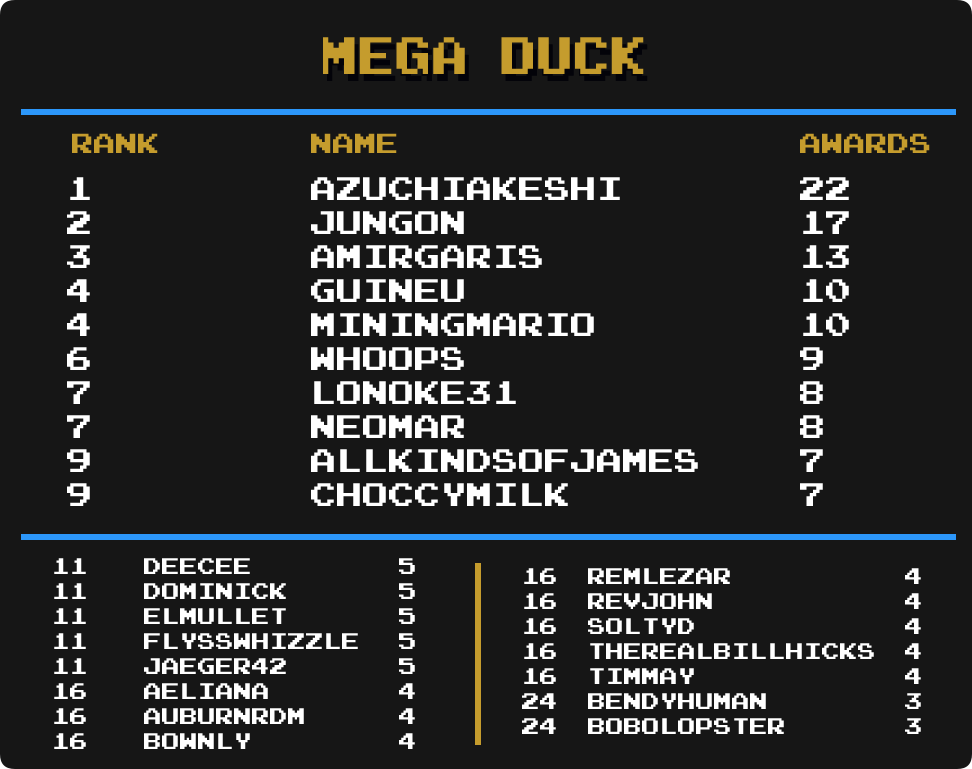 MEGA DUCK
RANK NAME AWARDS
1 AZUCHIAKESHI 22
2 JUNGON 17
3 AMIRGARIS 13
4 GUINEU 10
4 MININGMARIO 10
6 WHOOPS 9
7 LONOKE31 8
7 NEOMAR 8
9 ALLKINDSOFJAMES 7
9 CHOCCYMILK 7
11 DEECEE 5
11 DOMINICK 5
11 ELMULLET 5
11 FLYSSWHIZZLE 5
11 JAEGER42 5
16 AELIANA 4
16 AUBURNRDM 4
16 BOWNLY 4
16 REMLEZAR 4
16 REVJOHN 4
16 SOLTYD 4
16 THEREALBILLHICKS 4
16 TIMMAY 4
24 BENDYHUMAN 3
24 BOBOLOPSTER 3